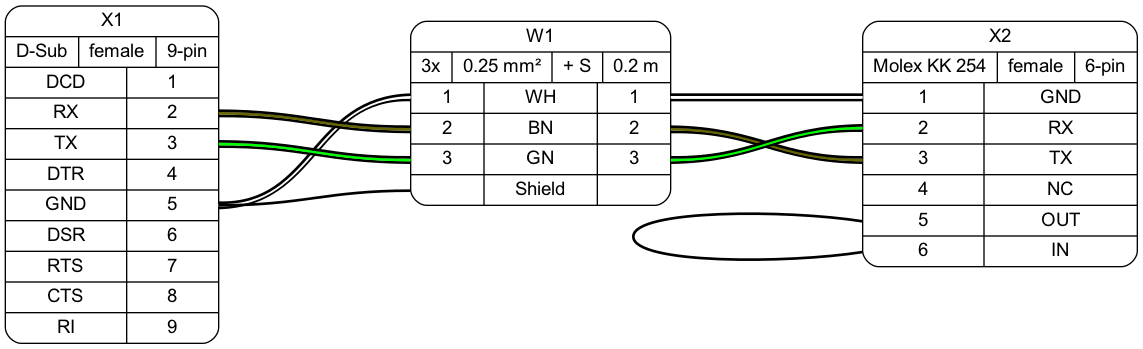 X1
D-Sub female 9-pin
DCD 1
RX 2
TX 3
DTR 4
GND 5
DSR 6
RTS 7
CTS 8
RI 9
W1
3x 0.25 mm² + S 0.2 m
1 WH 1
2 BN 2
3 GN 3
Shield
X2
Molex KK 254 female 6-pin
1 GND
2 RX
3 TX
4 NC
5 OUT
6 IN